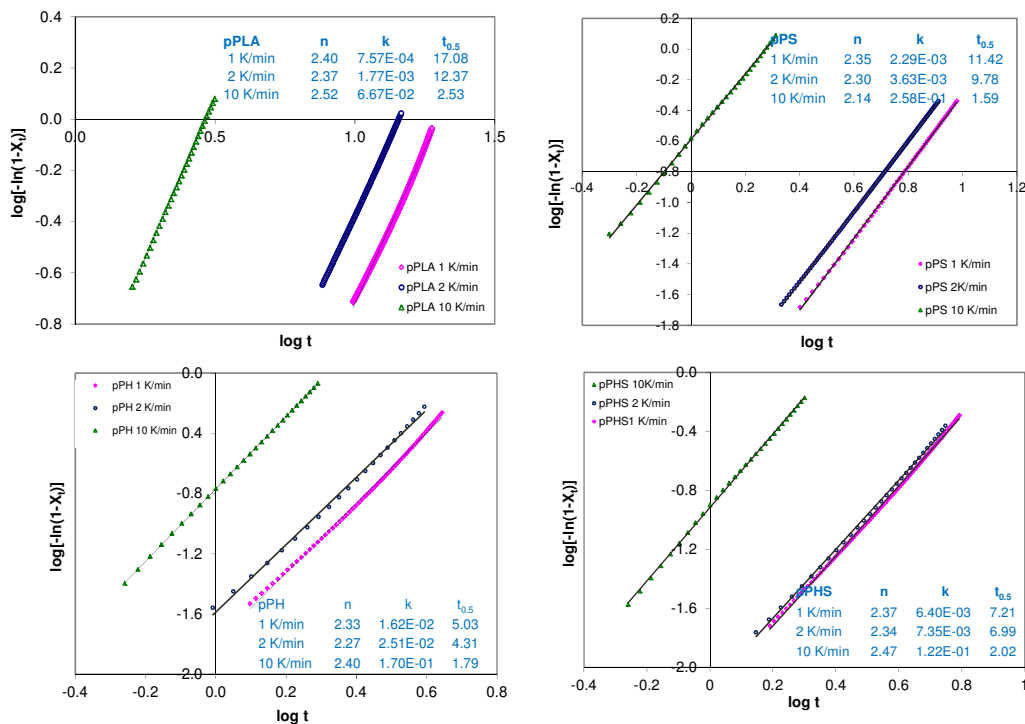 pPLA n k t0.5
1 K/min 2.40 7.57E-04 17.08
2 K/min 2.37 1.77E-03 12.37
10 K/min 2.52 6.67E-02 2.53
0.4
0.2
0.0
-0.2
-0.4
-0.6
-0.8
0.0 0.5 1.0 1.5
log[-ln(1-Xt)]
log t
pPLA 1 K/min
pPLA 2 K/min
pPLA 10 K/min
pPS n k t0.5
1 K/min 2.35 2.29E-03 11.42
2 K/min 2.30 3.63E-03 9.78
10 K/min 2.14 2.58E-01 1.59
0.2
0.0
-0.2
-0.4
-0.6
-0.8
-1.0
-1.2
-1.4
-1.6
-1.8
-0.4 -0.2 0 0.2 0.4 0.6 0.8 1 1.2
log[-ln(1-Xt)]
log t
pPS 1 K/min
pPS 2K/min
pPS 10 K/min
pPH 1 K/min
pPH 2 K/min
pPH 10 K/min
0.0
-0.4
-0.8
-1.2
-1.6
-2.0
-0.4 -0.2 0.0 0.2 0.4 0.6 0.8
log[-ln(1-Xt)]
log t
pPH n k t0.5
1 K/min 2.33 1.62E-02 5.03
2 K/min 2.27 2.51E-02 4.31
10 K/min 2.40 1.70E-01 1.79
pPHS 10K/min
pPHS 2 K/min
pPHS1 K/min
0.0
-0.4
-0.8
-1.2
-1.6
-2.0
-0.4 -0.2 0 0.2 0.4 0.6 0.8 1
log[-ln(1-Xt)]
log t
pPHS n k t0.5
1 K/min 2.37 6.40E-03 7.21
2 K/min 2.34 7.35E-03 6.99
10 K/min 2.47 1.22E-01 2.02